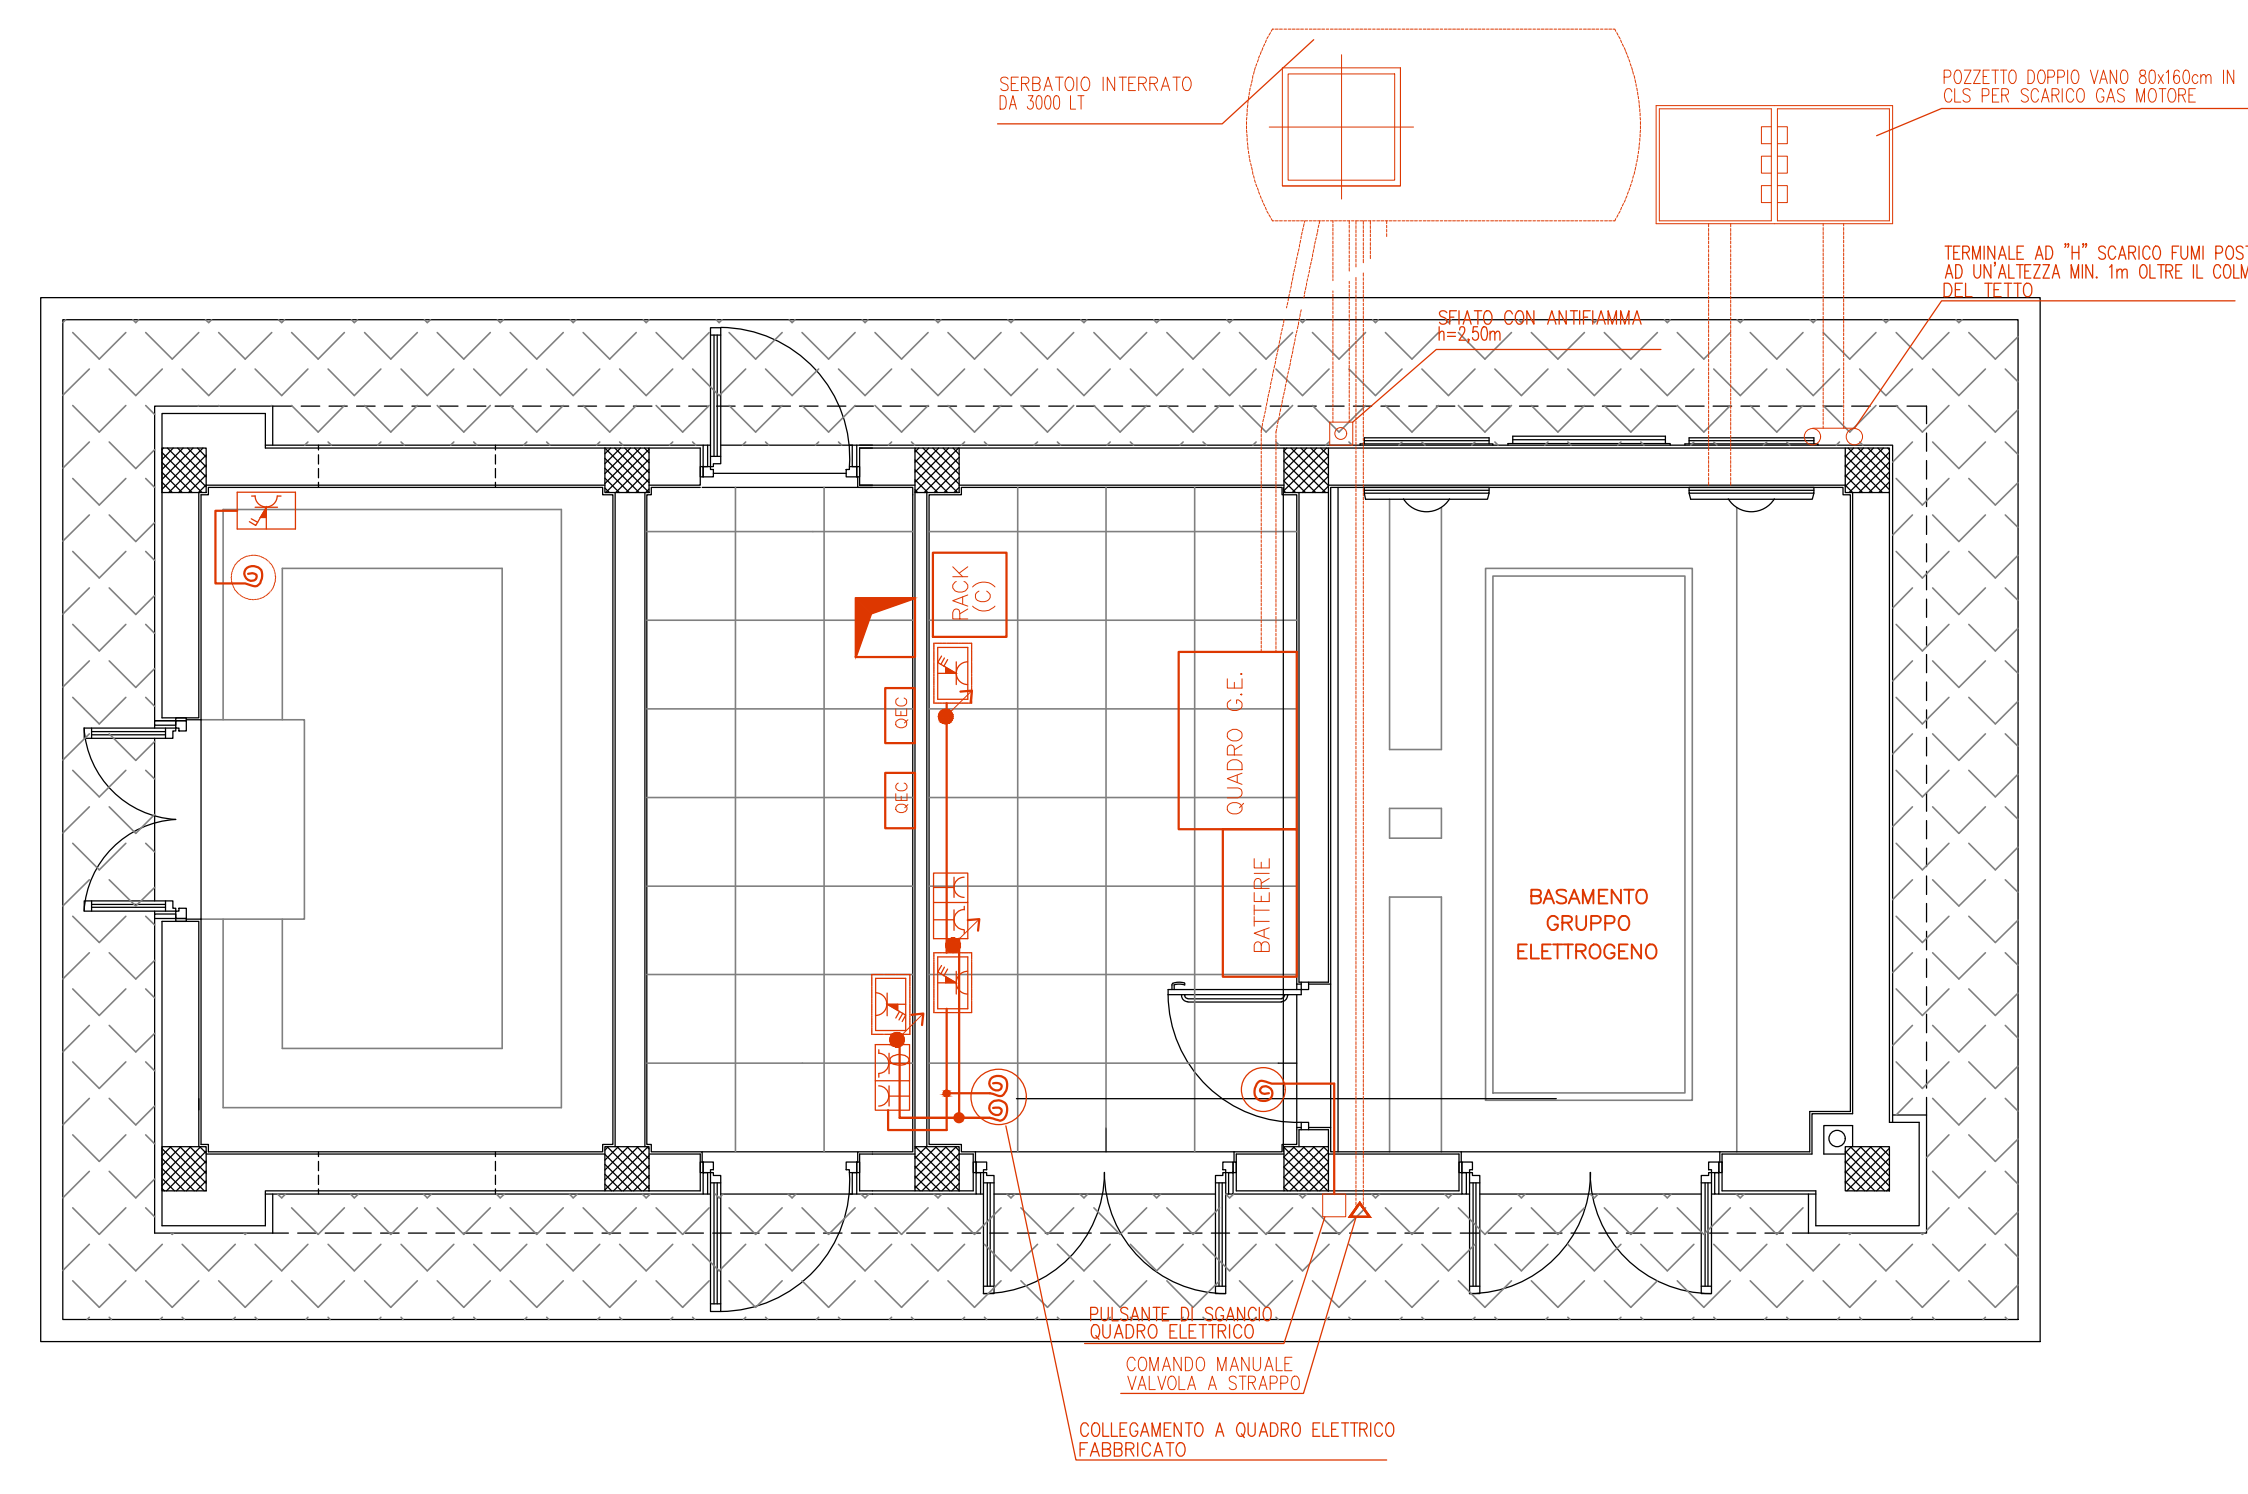 SERBATOIO INTERRATO
DA 3000 LT
POZZETTO DOPPIO VANO 80x160cm IN
CLS PER SCARICO GAS MOTORE
TERMINALE AD "H" SCARICO FUMI POST
AD UN'ALTEZZA MIN. 1m OLTRE IL COLM
DEL TETTO
SFIATO CON ANTIFIAMMA
h=2,50m
RACK
(C)
QEC
QUADRO G.E.
QEC
BATTERIE
BASAMENTO
GRUPPO
ELETTROGENO
PULSANTE DI SGANCIO
QUADRO ELETTRICO
COMANDO MANUALE
VALVOLA A STRAPPO
COLLEGAMENTO A QUADRO ELETTRICO
FABBRICATO